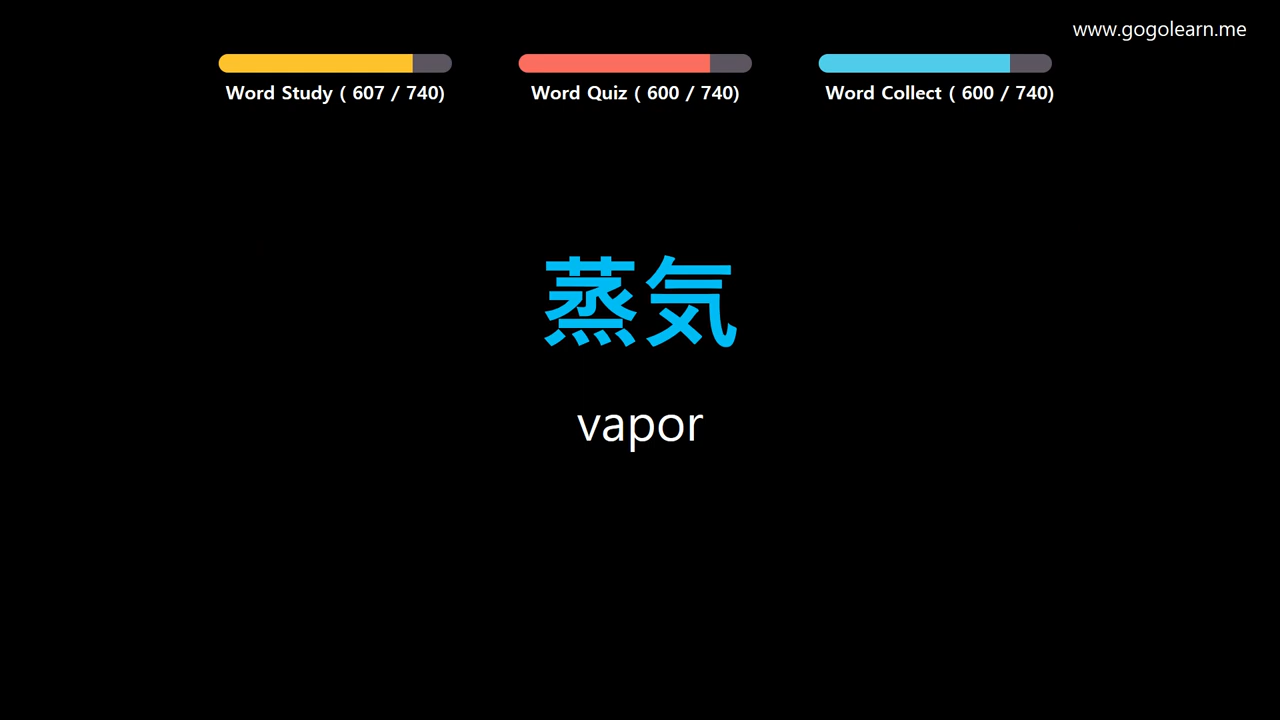 www.gogolearn.me
Word Study ( 607 / 740)
Word Quiz ( 600 / 740)
Word Collect ( 600 / 740)
蒸気
vapor